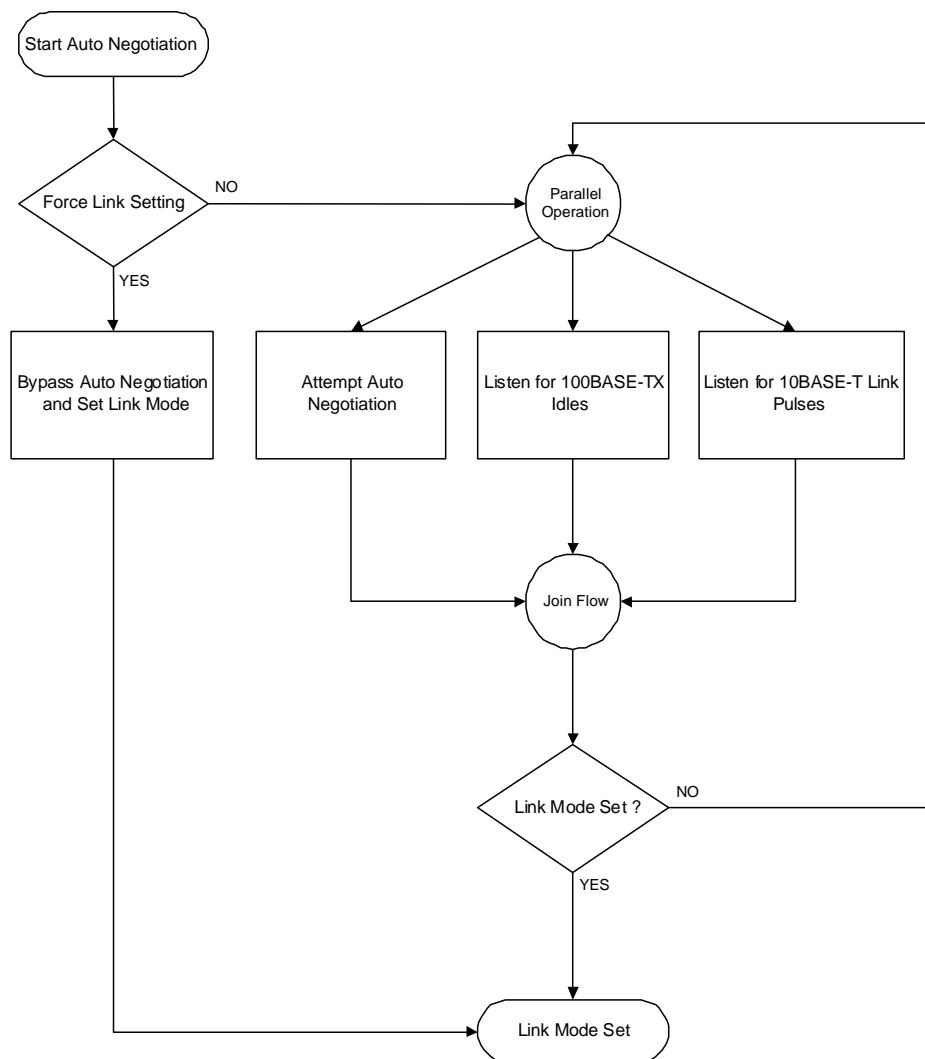 Start Auto Negotiation
Force Link Setting
NO
Parallel
Operation
YES
Bypass Auto Negotiation
and Set Link Mode
Attempt Auto
Negotiation
Listen for 100BASE-TX
Idles
Listen for 10BASE-T Link
Pulses
Join Flow
Link Mode Set ?
NO
YES
Link Mode Set